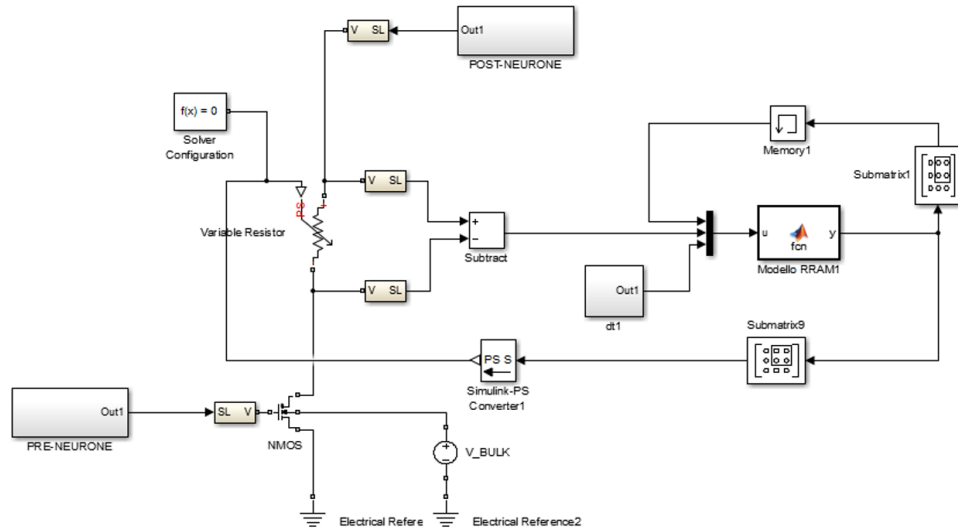 V SL
Out1
POST-NEURONE
f(x) = 0
Solver
Configuration
Memory1
Submatrix1
V SL
PS
Variable Resistor
+
−
Subtract
u
fcn
y
Modello RRAM1
V SL
Out1
dt1
Submatrix9
PS S
Simulink-PS
Converter1
Out1
PRE-NEURONE
SL V
NMOS
V_BULK
Electrical Refere
Electrical Reference2